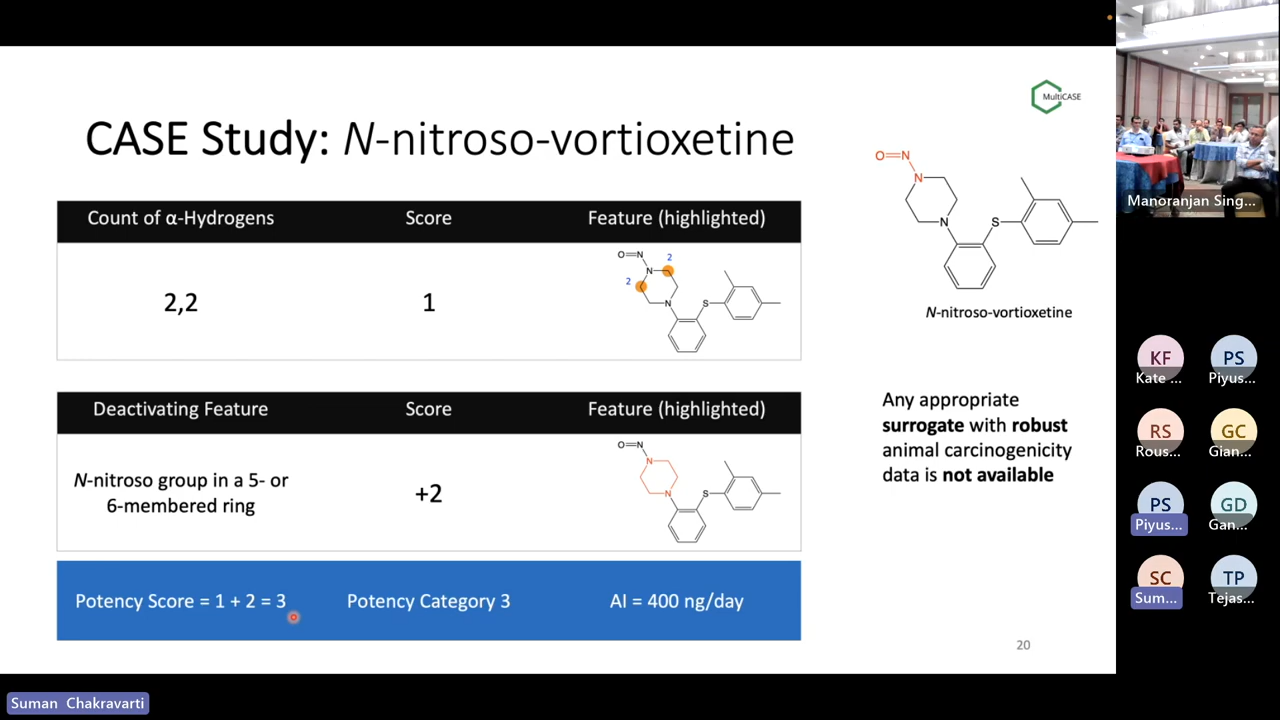 MultiCASE
CASE Study: N-nitroso-vortioxetine
Count of α-Hydrogens Score Feature (highlighted)
2,2 1
O=N
N
2
2
N
S
Deactivating Feature Score Feature (highlighted)
N-nitroso group in a 5- or
6-membered ring
+2
O=N
N
N
S
Potency Score = 1 + 2 = 3 Potency Category 3 AI = 400 ng/day
O=N
N
N
S
N-nitroso-vortioxetine
Any appropriate
surrogate with robust
animal carcinogenicity
data is not available
20
Manoranjan Sing...
KF PS
Kate ... Piyus...
RS GC
Rous... Gian...
PS GD
Piyus... Gan...
SC TP
Sum... Tejas...
Suman Chakravarti